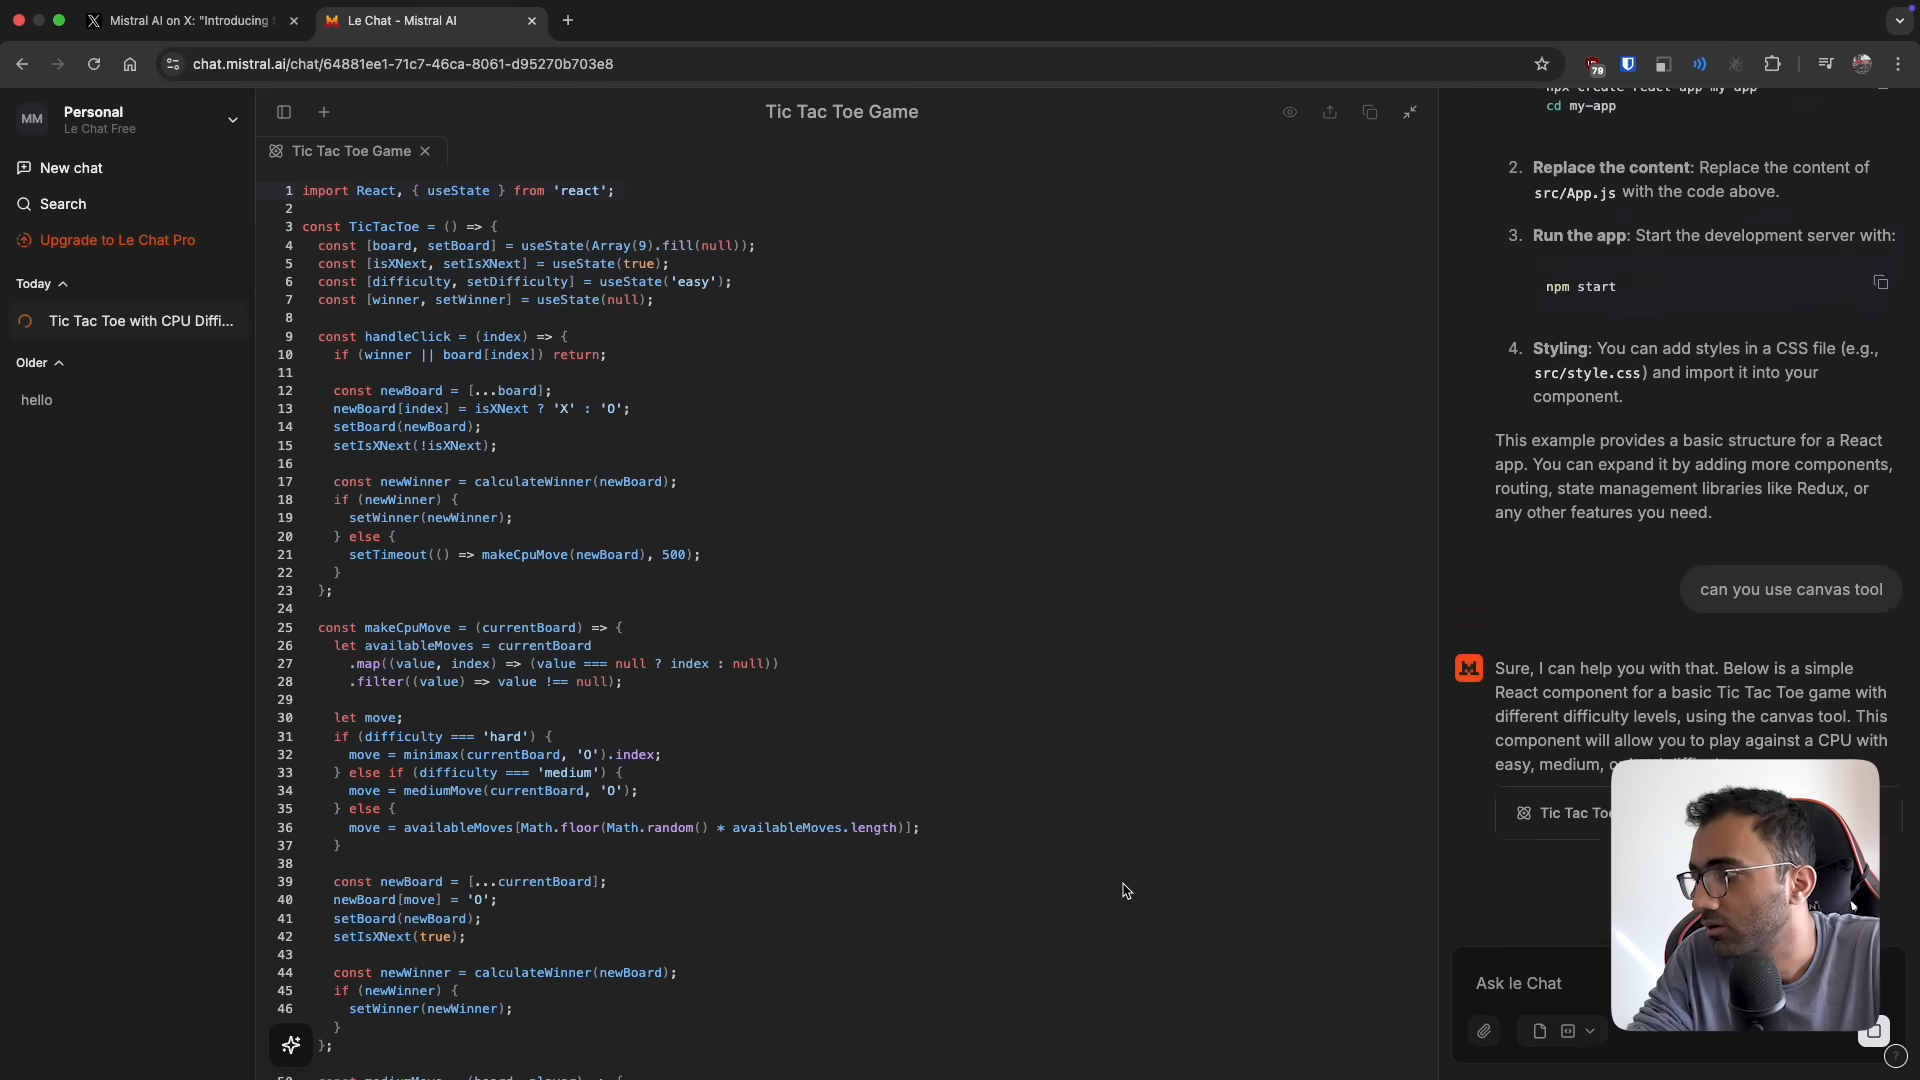 Mistral AI on X: "Introducing
Le Chat - Mistral AI
chat.mistral.ai/chat/64881ee1-71c7-46ca-8061-d95270b703e8
79
MM
Personal
Le Chat Free
New chat
Search
Upgrade to Le Chat Pro
Today
Tic Tac Toe with CPU Diffi...
Older
hello
Tic Tac Toe Game
Tic Tac Toe Game
1 import React, { useState } from 'react';
2
3 const TicTacToe = () => {
4 const [board, setBoard] = useState(Array(9).fill(null));
5 const [isXNext, setIsXNext] = useState(true);
6 const [difficulty, setDifficulty] = useState('easy');
7 const [winner, setWinner] = useState(null);
8
9 const handleClick = (index) => {
10 if (winner || board[index]) return;
11
12 const newBoard = [...board];
13 newBoard[index] = isXNext ? 'X' : 'O';
14 setBoard(newBoard);
15 setIsXNext(!isXNext);
16
17 const newWinner = calculateWinner(newBoard);
18 if (newWinner) {
19 setWinner(newWinner);
20 } else {
21 setTimeout(() => makeCpuMove(newBoard), 500);
22 }
23 };
24
25 const makeCpuMove = (currentBoard) => {
26 let availableMoves = currentBoard
27 .map((value, index) => (value === null ? index : null))
28 .filter((value) => value !== null);
29
30 let move;
31 if (difficulty === 'hard') {
32 move = minimax(currentBoard, 'O').index;
33 } else if (difficulty === 'medium') {
34 move = mediumMove(currentBoard, 'O');
35 } else {
36 move = availableMoves[Math.floor(Math.random() * availableMoves.length)];
37 }
38
39 const newBoard = [...currentBoard];
40 newBoard[move] = 'O';
41 setBoard(newBoard);
42 setIsXNext(true);
43
44 const newWinner = calculateWinner(newBoard);
45 if (newWinner) {
46 setWinner(newWinner);
}
};
npx create-react-app my-app
cd my-app
2. Replace the content: Replace the content of
src/App.js with the code above.
3. Run the app: Start the development server with:
npm start
4. Styling: You can add styles in a CSS file (e.g.,
src/style.css) and import it into your
component.
This example provides a basic structure for a React
app. You can expand it by adding more components,
routing, state management libraries like Redux, or
any other features you need.
can you use canvas tool
Sure, I can help you with that. Below is a simple
React component for a basic Tic Tac Toe game with
different difficulty levels, using the canvas tool. This
component will allow you to play against a CPU with
easy, medium,
Tic Tac Toe
Ask le Chat